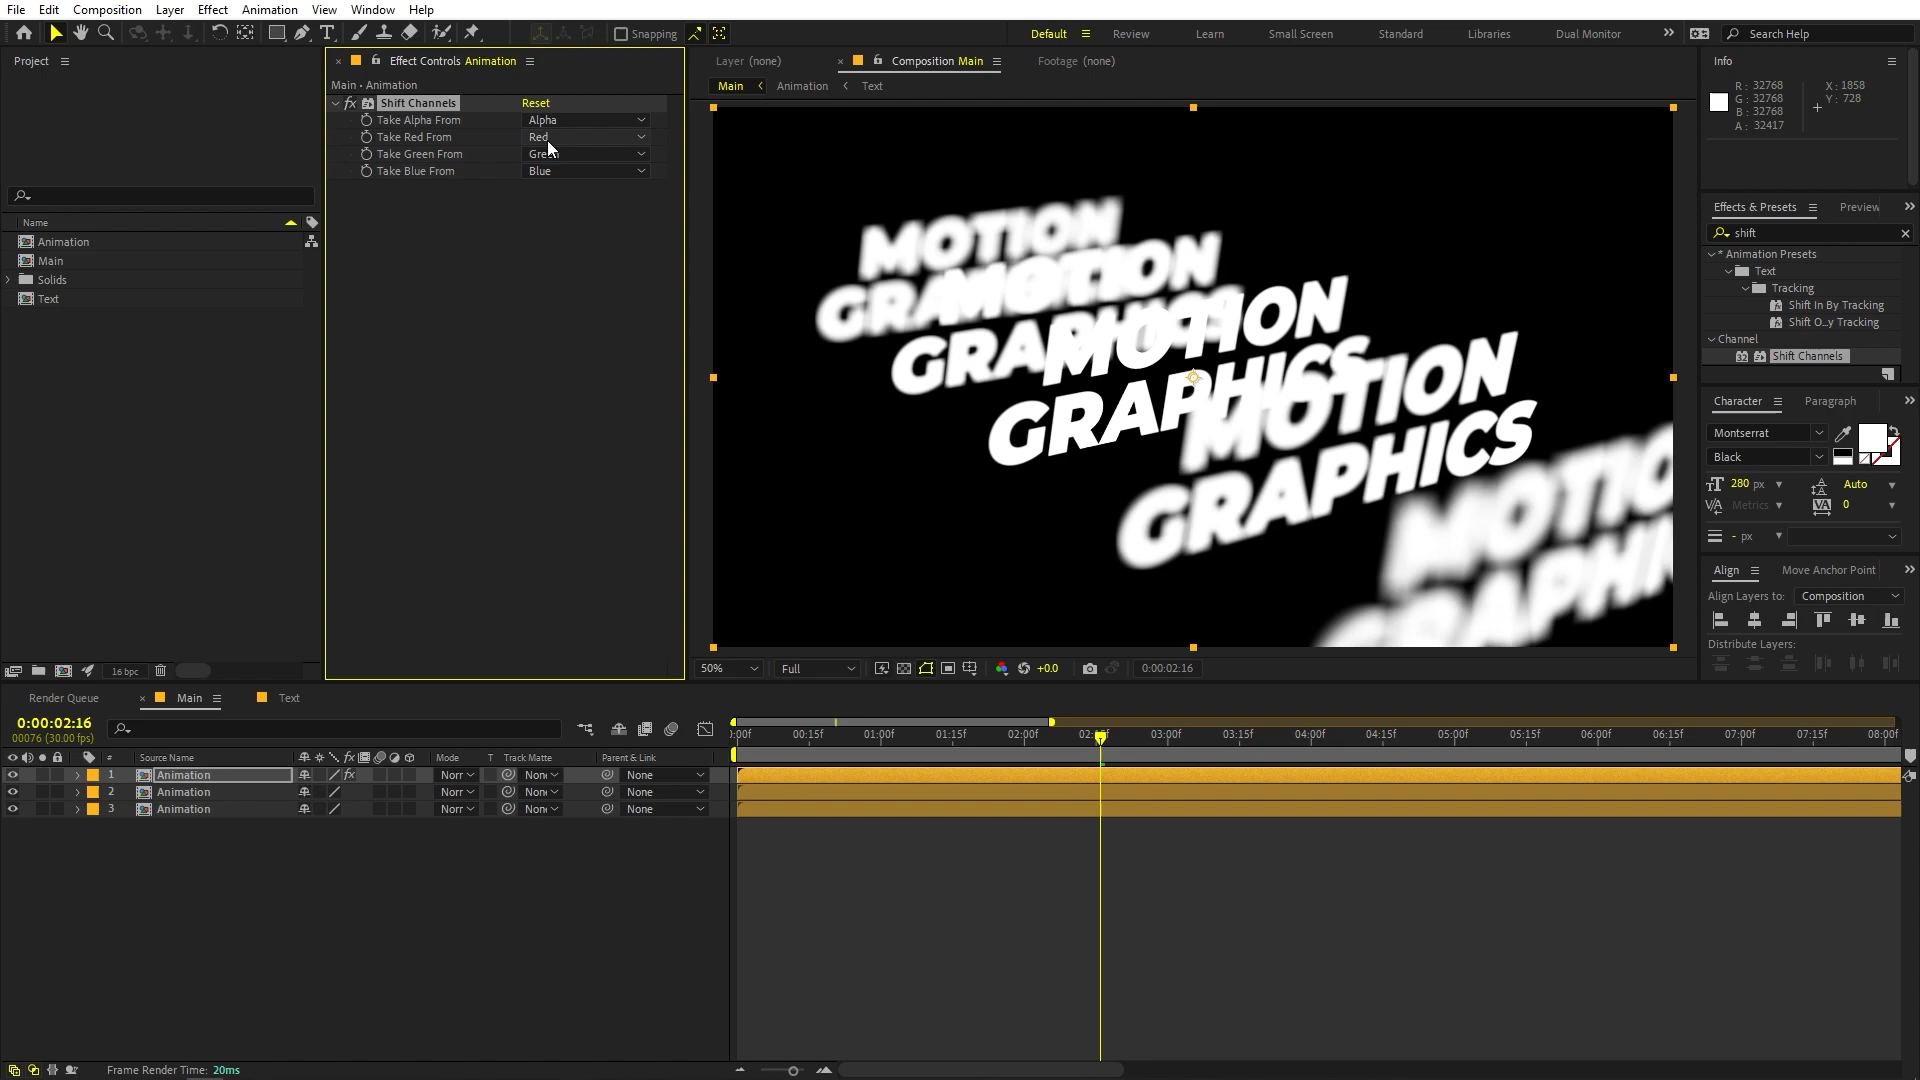 File Edit Composition Layer Effect Animation View Window Help
Snapping
Default Review Learn Small Screen Standard Libraries Dual Monitor Search Help
Project
Name
Animation
Main
Solids
Text
16 bpc
Effect Controls Animation
Main • Animation
fx Shift Channels Reset
Take Alpha From Alpha
Take Red From Red
Take Green From Green
Take Blue From Blue
Layer (none) Composition Main Footage (none)
Main Animation Text
MOTION
GRAPHICS
MOTION
GRAPHICS
MOTION
GRAPHICS
MOTION
GRAPHICS
MOTIO
GRAPHI
50% Full +0.0 0:00:02:16
Info
R: 32768
G: 32768
B: 32768
A: 32417
X: 1858
Y: 728
Effects & Presets Preview
shift
* Animation Presets
Text
Tracking
Shift In By Tracking
Shift O...y Tracking
Channel
32 Shift Channels
Character Paragraph
Montserrat
Black
280 px Auto
Metrics 0
- px
Align Move Anchor Point
Align Layers to: Composition
Distribute Layers:
Render Queue Main Text
0:00:02:16
00076 (30.00 fps)
# Source Name fx Mode T Track Matte Parent & Link
1 Animation fx Norr None None
2 Animation Norr None None
3 Animation Norr None None
:00f 00:15f 01:00f 01:15f 02:00f 02:15f 03:00f 03:15f 04:00f 04:15f 05:00f 05:15f 06:00f 06:15f 07:00f 07:15f 08:00f
Frame Render Time: 20ms